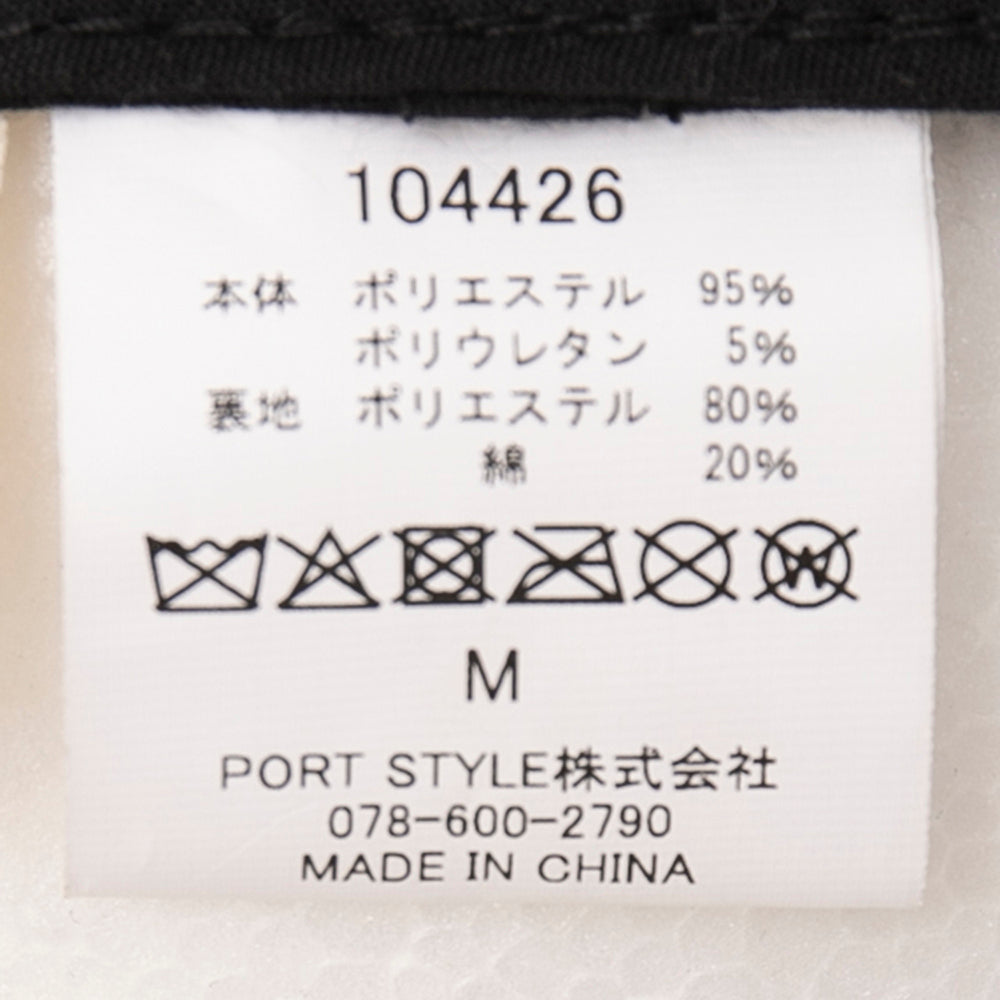 104426
本体 ポリエステル 95%
ポリウレタン 5%
裏地 ポリエステル 80%
綿 20%
W
M
PORT STYLE株式会社
078-600-2790
MADE IN CHINA